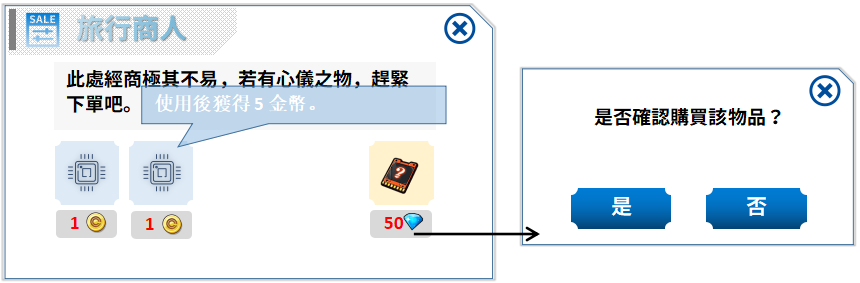 SALE
旅行商人
此處經商極其不易，若有心儀之物，趕緊
下單吧。
使用後獲得 5 金幣。
?
1
C
1
C
50
是否確認購買該物品？
是
否